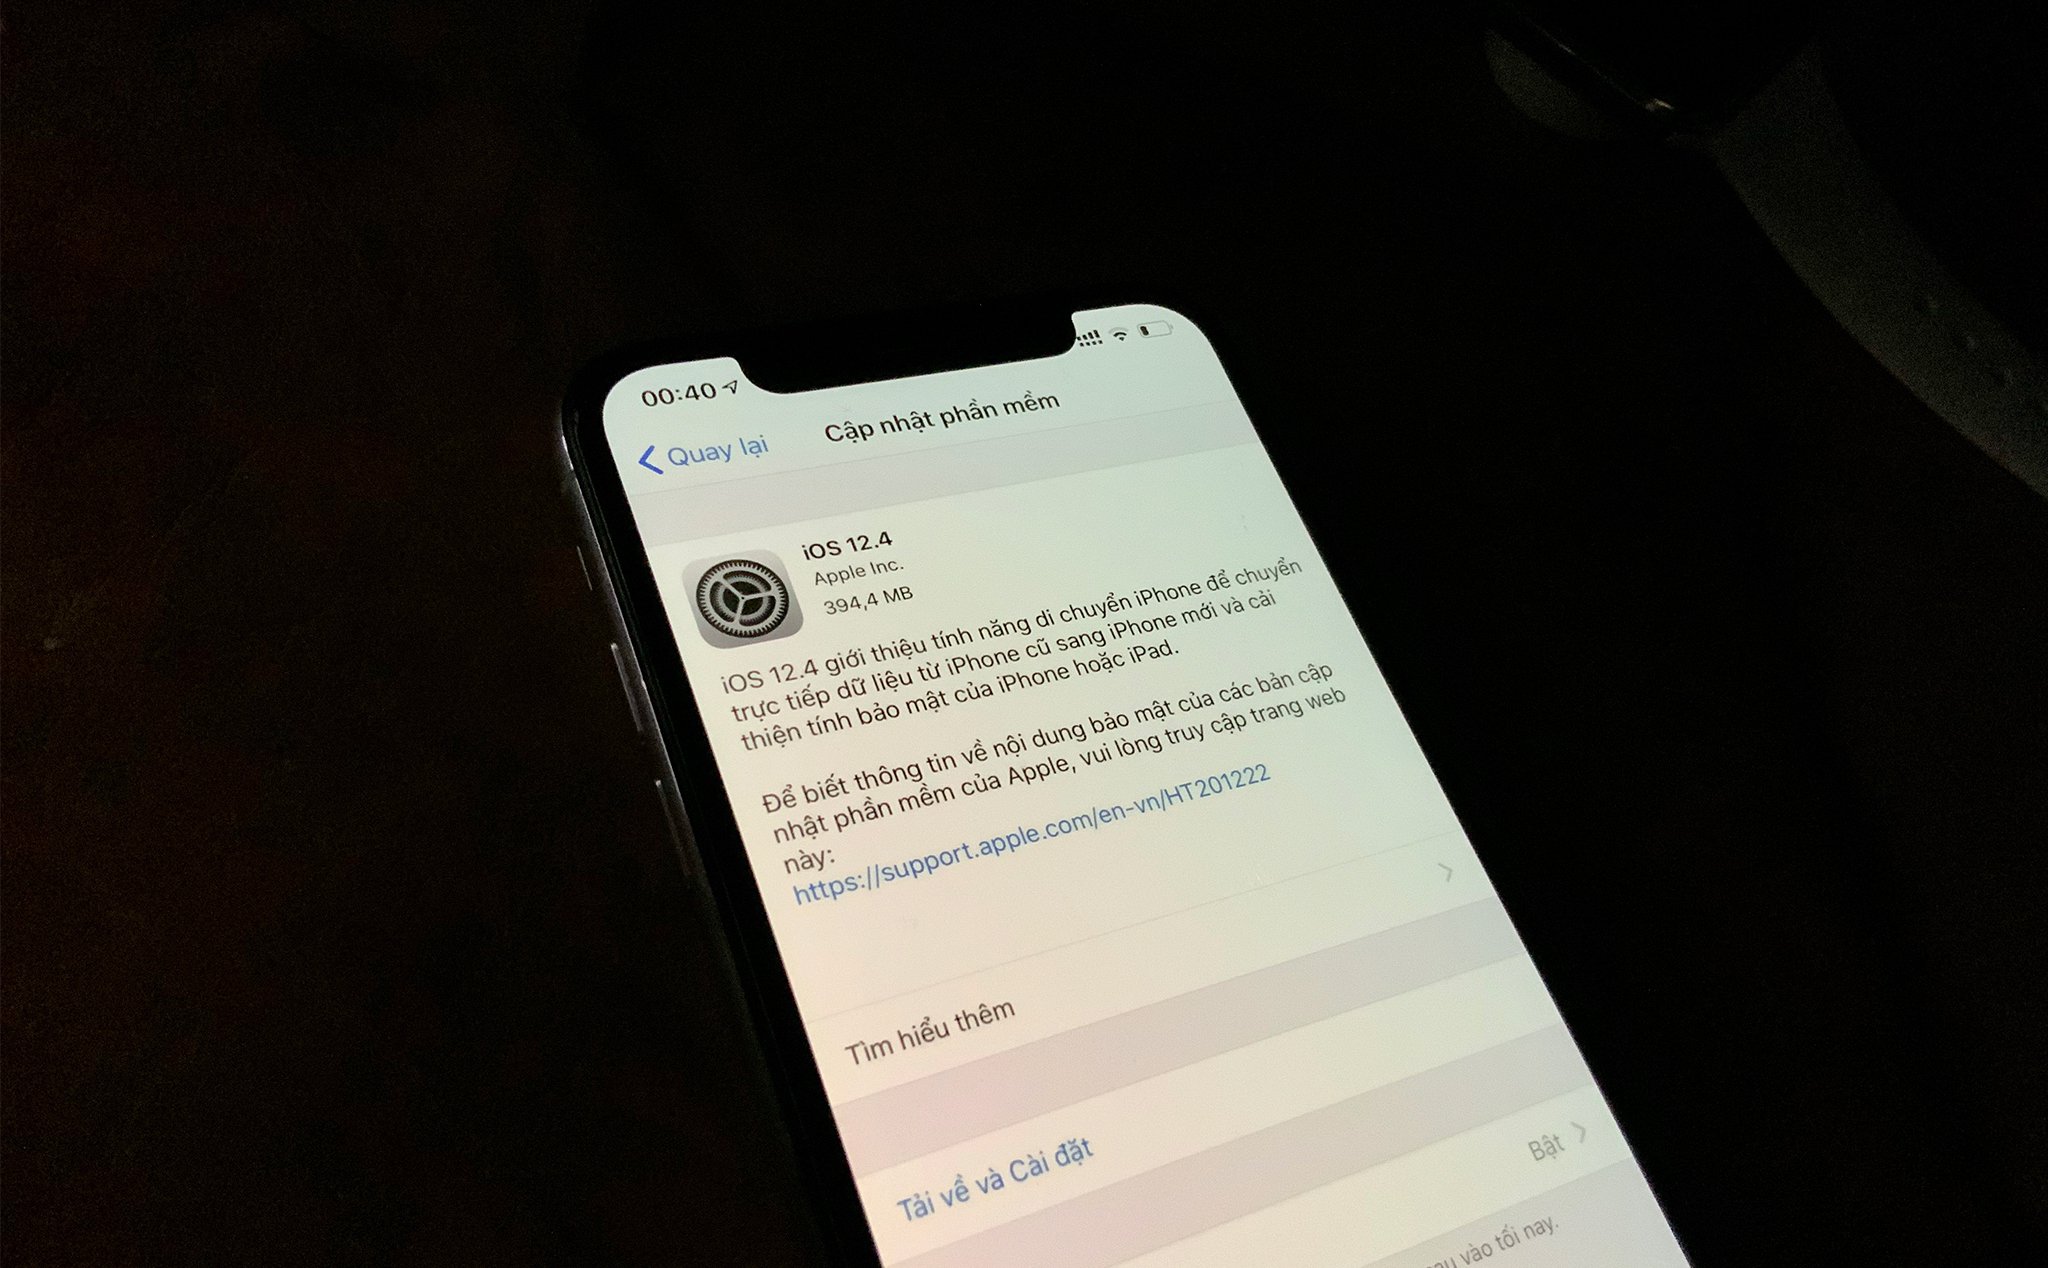 00:40
Quay lại
Cập nhật phần mềm
iOS 12.4
Apple Inc.
394,4 MB
iOS 12.4 giới thiệu tính năng di chuyển iPhone để chuyển
trực tiếp dữ liệu từ iPhone cũ sang iPhone mới và cải
thiện tính bảo mật của iPhone hoặc iPad.
Để biết thông tin về nội dung bảo mật của các bản cập
nhật phần mềm của Apple, vui lòng truy cập trang web
này:
https://support.apple.com/en-vn/HT201222
Tìm hiểu thêm
Tải về và Cài đặt
Bật
vào tối nay.